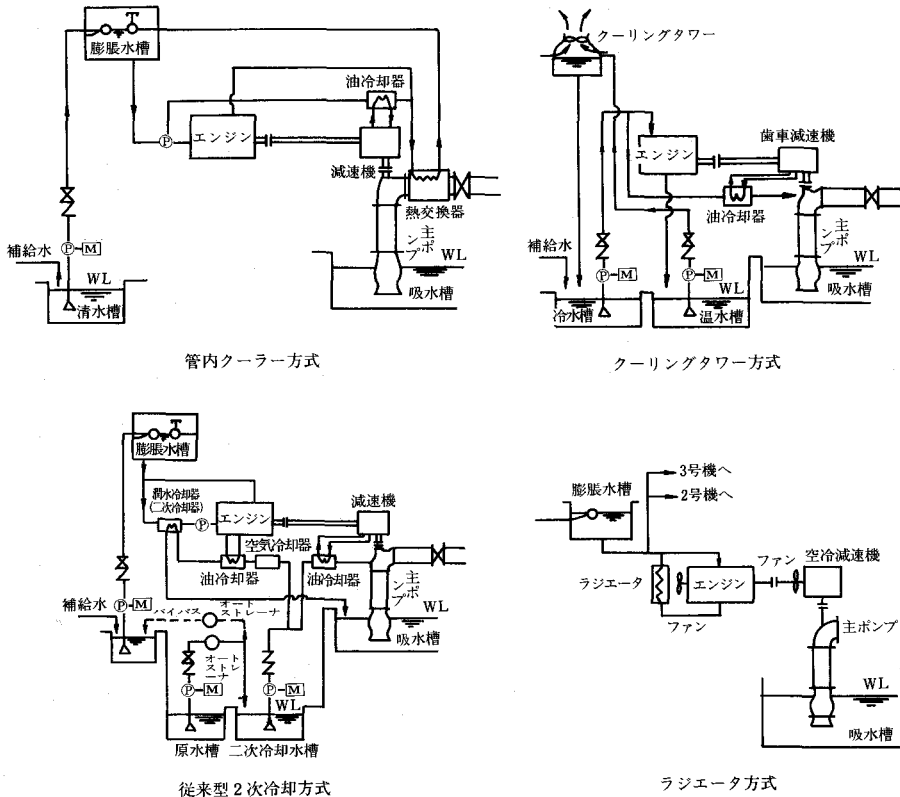 膨脹水槽
油冷却器
P
エンジン
減速機
熱交換器
主ポンプ
P
M
補給水
WL
清水槽
WL
吸水槽
管内クーラー方式
クーリングタワー
エンジン
歯車減速機
油冷却器
主ポンプ
補給水
P
M
P
M
WL
WL
冷水槽
温水槽
吸水槽
クーリングタワー方式
膨脹水槽
潤水冷却器
(二次冷却器)
P
エンジン
減速機
空気冷却器
油冷却器
油冷却器
主ポンプ
補給水
P
M
バイパス
オート
ストレーナ
オート
ストレ
ーナ
吸水槽
P
M
P
M
WL
原水槽
二次冷却水槽
従来型2次冷却方式
3号機へ
2号機へ
膨脹水槽
ラジエータ
エンジン
ファン
ファン
空冷減速機
主ポンプ
WL
吸水槽
ラジエータ方式